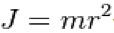 J = mr²